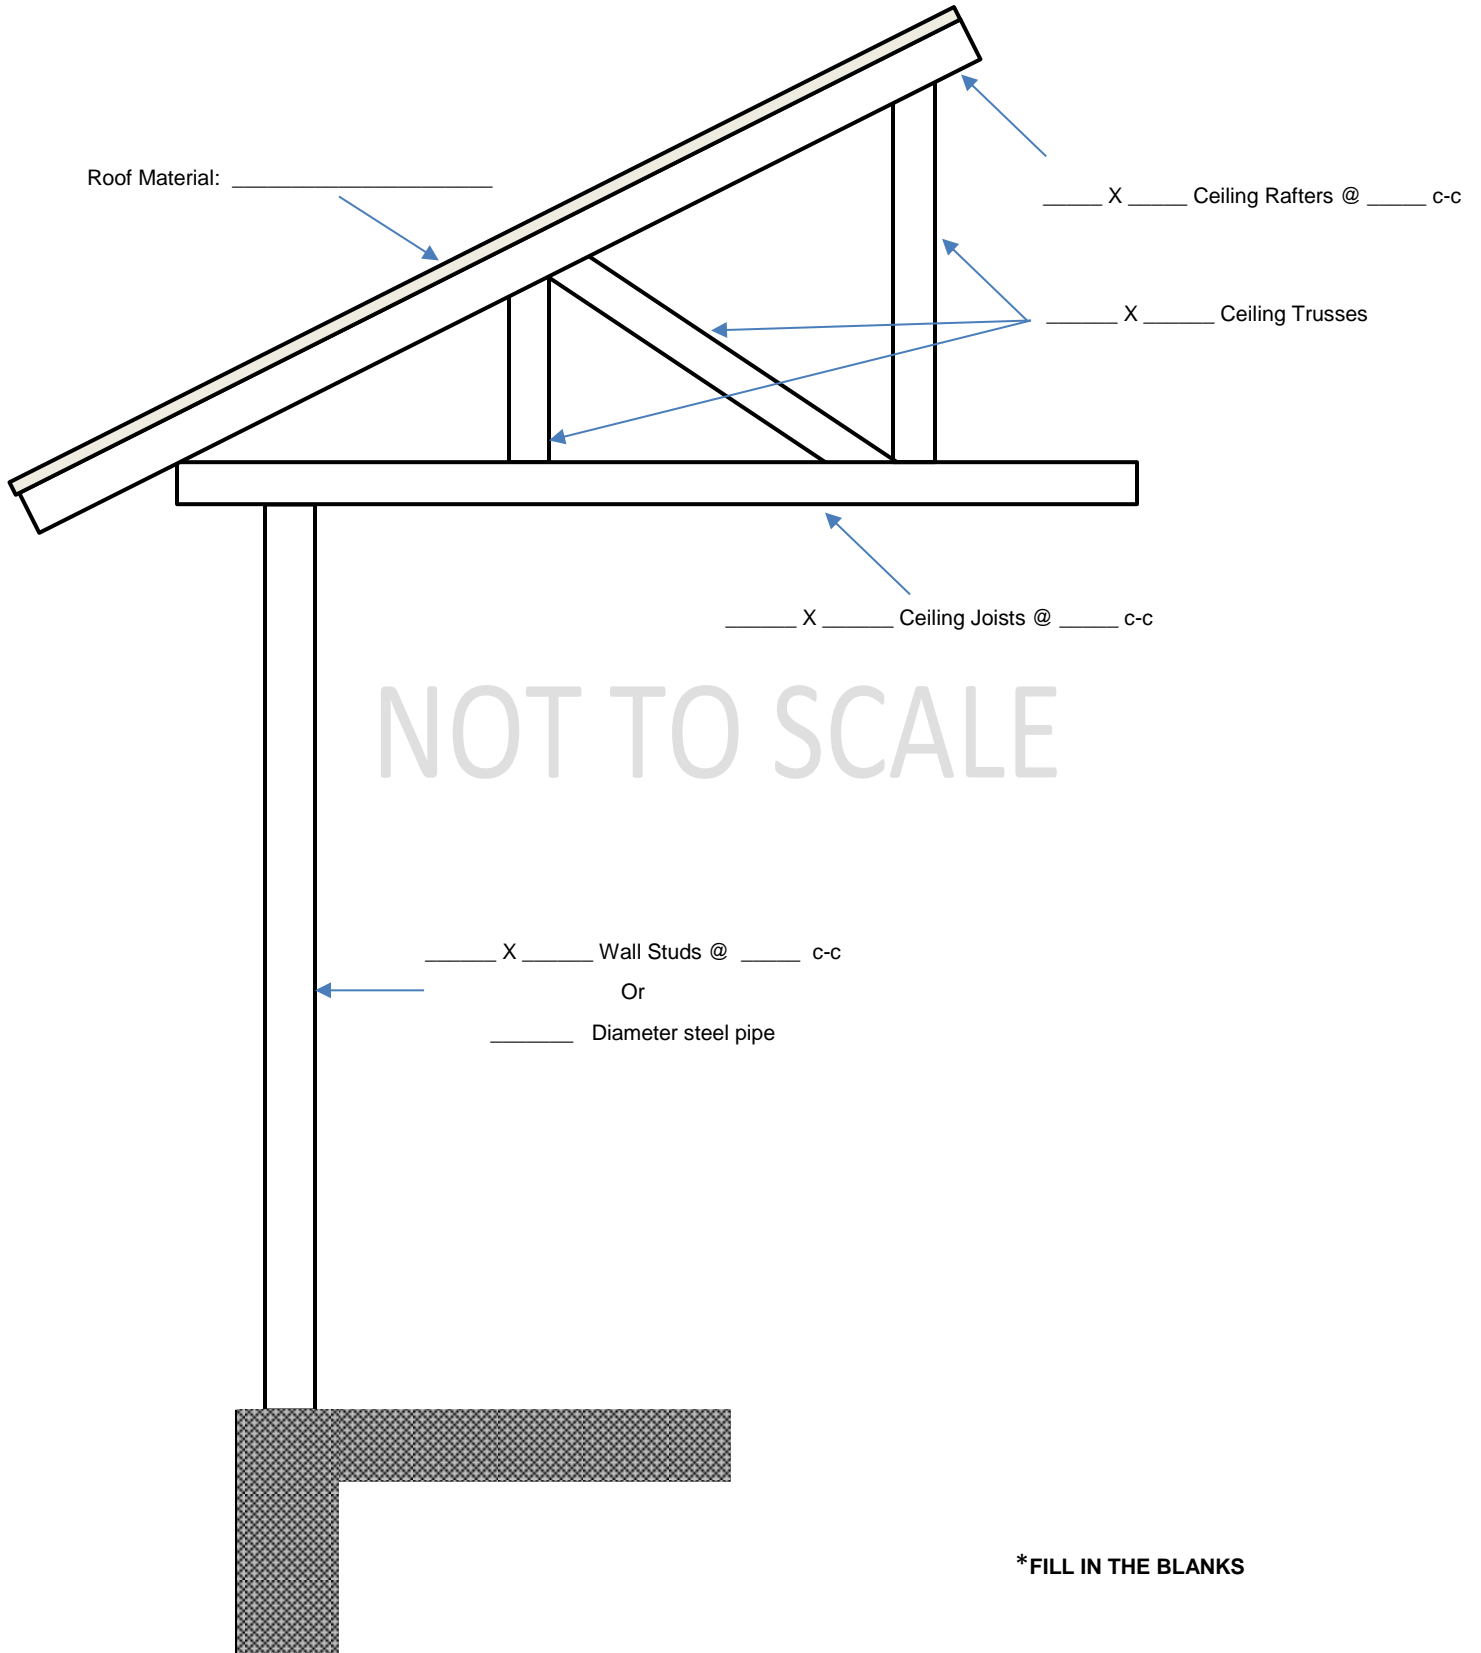 Roof Material: ______________________
_____ X _____ Ceiling Rafters @ _____ c-c
______ X ______ Ceiling Trusses
______ X ______ Ceiling Joists @ _____ c-c
NOT TO SCALE
______ X ______ Wall Studs @ _____ c-c
Or
_______ Diameter steel pipe
*FILL IN THE BLANKS